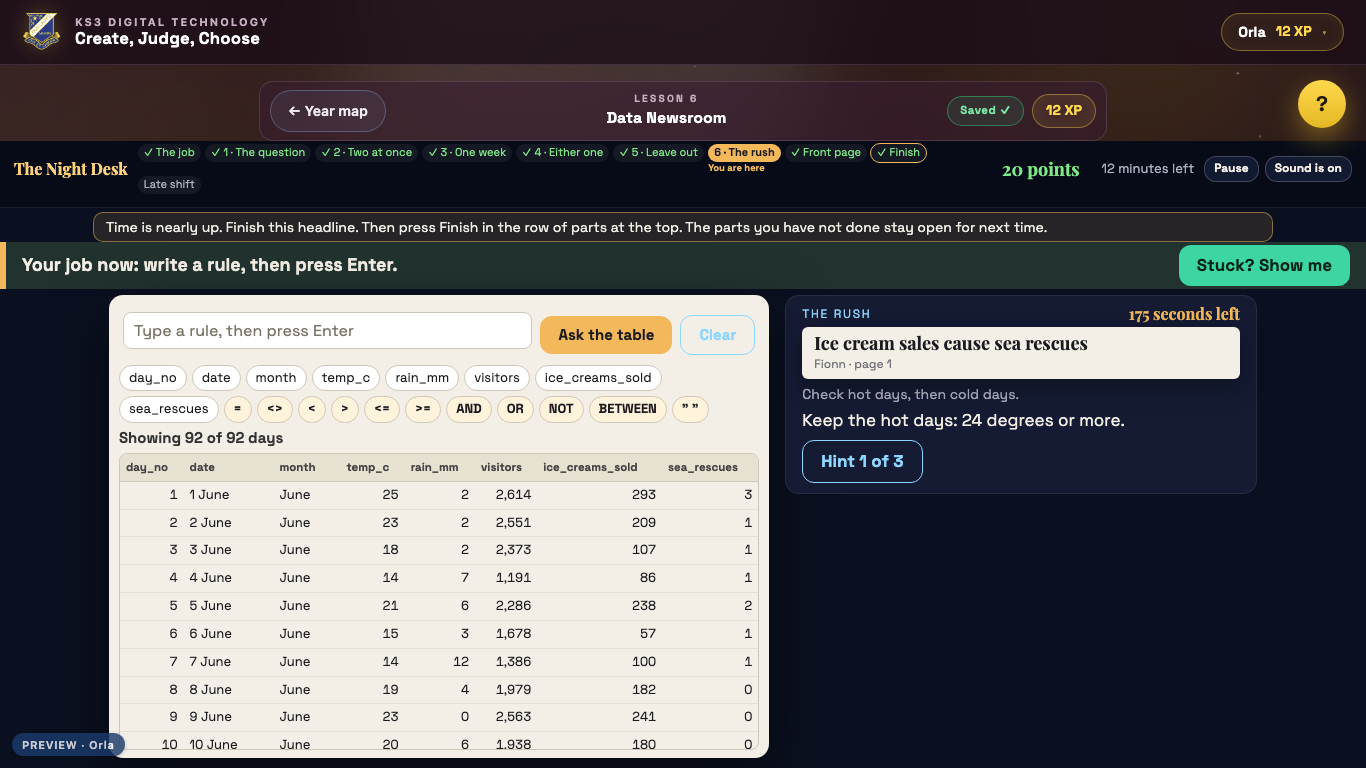 KS3 DIGITAL TECHNOLOGY
Create, Judge, Choose
Orla 12 XP
← Year map
LESSON 6
Data Newsroom
Saved ✓
12 XP
?
The Night Desk
✓ The job ✓ 1 · The question ✓ 2 · Two at once ✓ 3 · One week ✓ 4 · Either one ✓ 5 · Leave out 6 · The rush ✓ Front page ✓ Finish
You are here
Late shift
20 points
12 minutes left
Pause
Sound is on
Time is nearly up. Finish this headline. Then press Finish in the row of parts at the top. The parts you have not done stay open for next time.
Your job now: write a rule, then press Enter.
Stuck? Show me
Type a rule, then press Enter
Ask the table
Clear
day_no date month temp_c rain_mm visitors ice_creams_sold
sea_rescues = <> < > <= >= AND OR NOT BETWEEN " "
Showing 92 of 92 days
day_no date month temp_c rain_mm visitors ice_creams_sold sea_rescues
1 1 June June 25 2 2,614 293 3
2 2 June June 23 2 2,551 209 1
3 3 June June 18 2 2,373 107 1
4 4 June June 14 7 1,191 86 1
5 5 June June 21 6 2,286 238 2
6 6 June June 15 3 1,678 57 1
7 7 June June 14 12 1,386 100 1
8 8 June June 19 4 1,979 182 0
9 9 June June 23 0 2,563 241 0
10 10 June June 20 6 1,938 180 0
THE RUSH
175 seconds left
Ice cream sales cause sea rescues
Fionn · page 1
Check hot days, then cold days.
Keep the hot days: 24 degrees or more.
Hint 1 of 3
PREVIEW · Orla